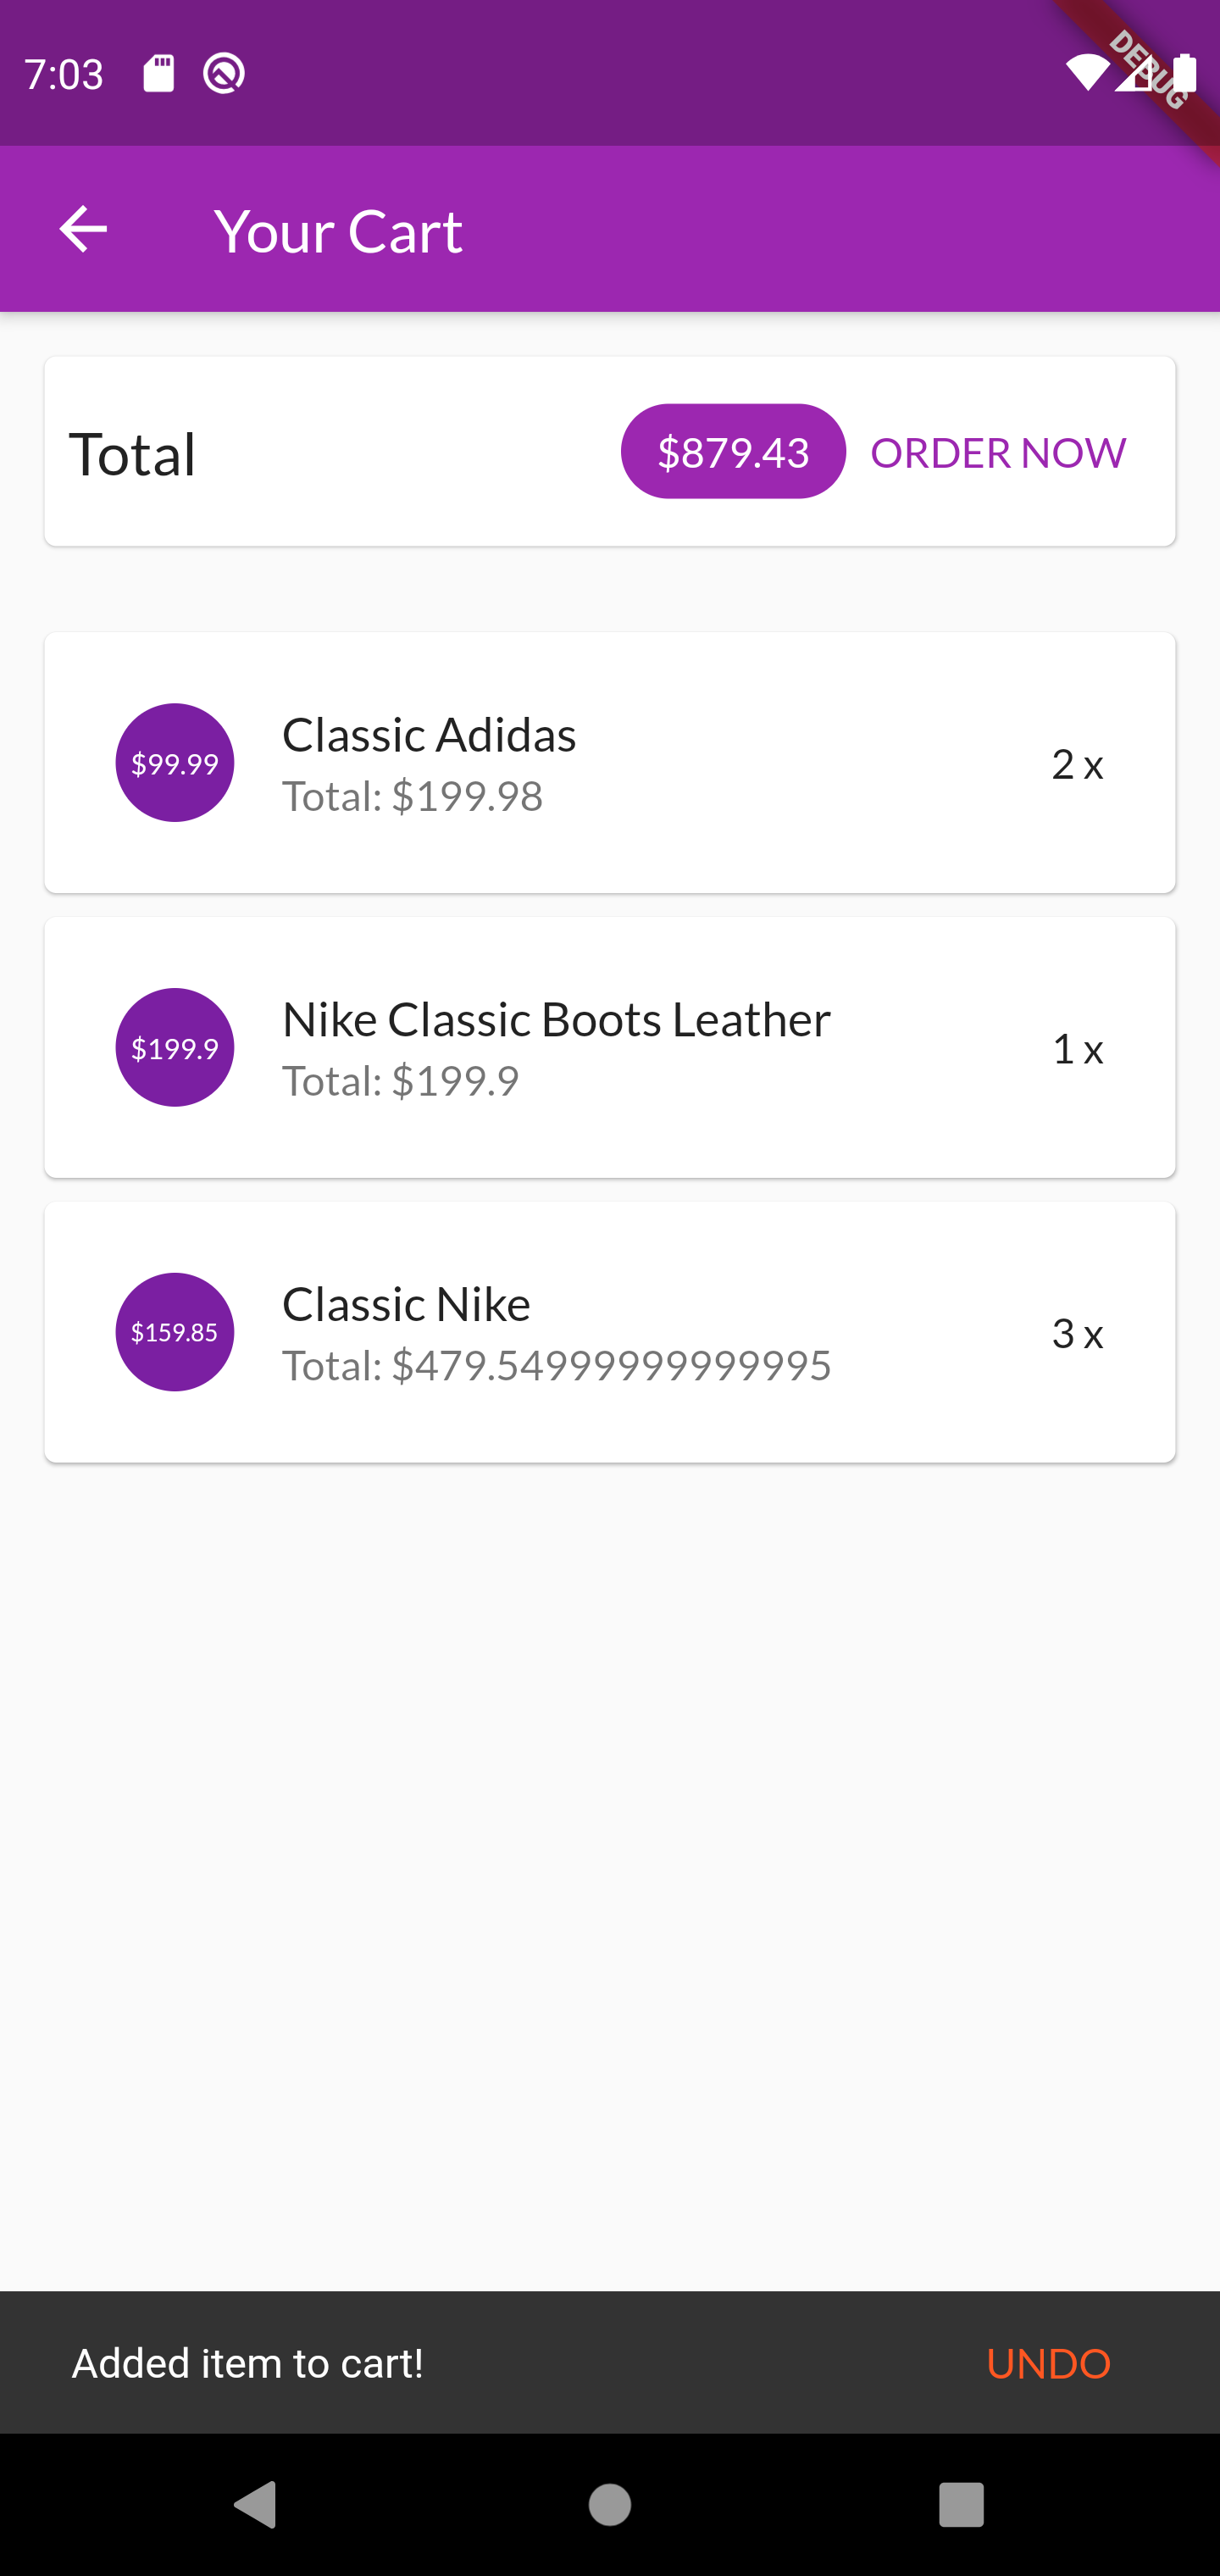 7:03
DEBUG
Your Cart
Total
$879.43
ORDER NOW
$99.99
Classic Adidas
Total: $199.98
2 x
$199.9
Nike Classic Boots Leather
Total: $199.9
1 x
$159.85
Classic Nike
Total: $479.54999999999995
3 x
Added item to cart!
UNDO